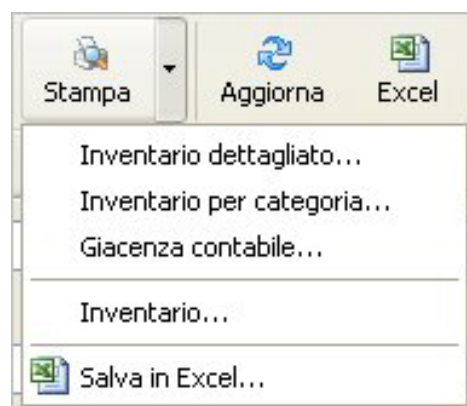 Stampa Aggiorna Excel
Inventario dettagliato...
Inventario per categoria...
Giacenza contabile...
Inventario...
Salva in Excel...